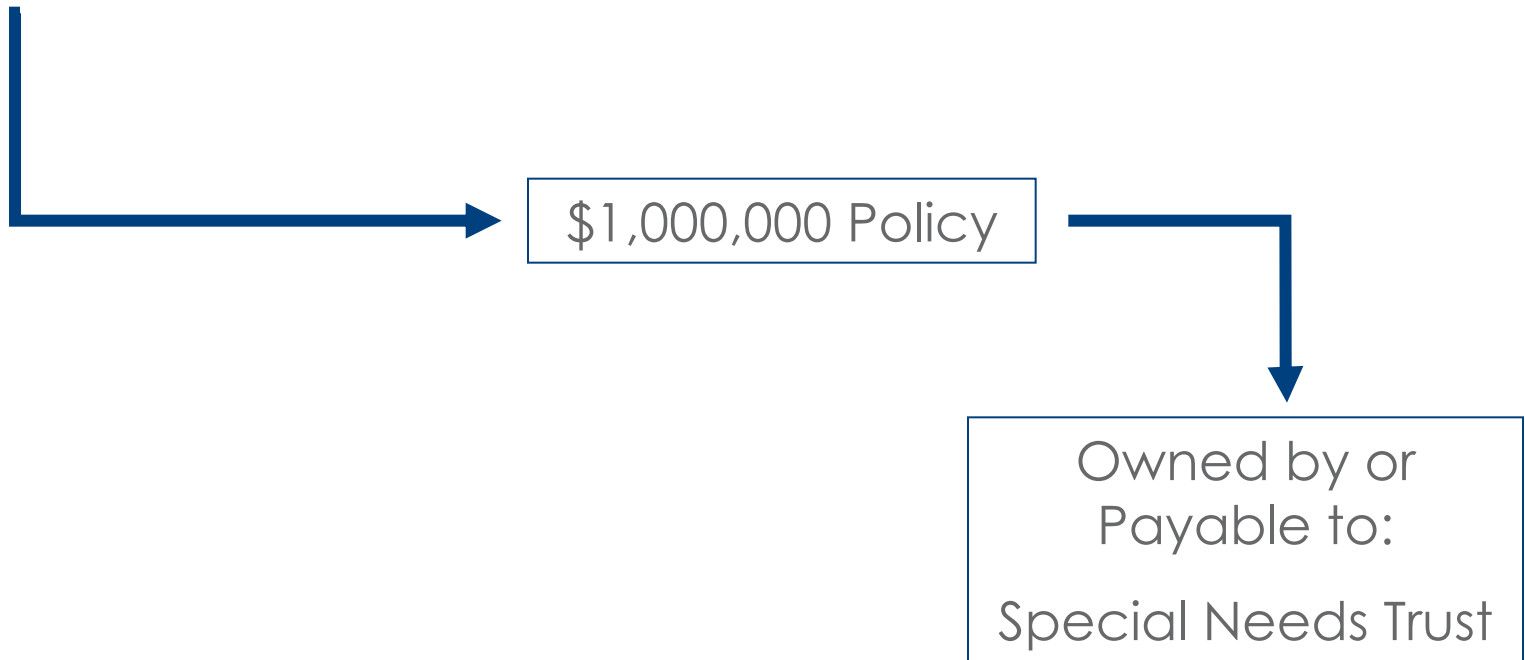 $1,000,000 Policy
Owned by or
Payable to:
Special Needs Trust